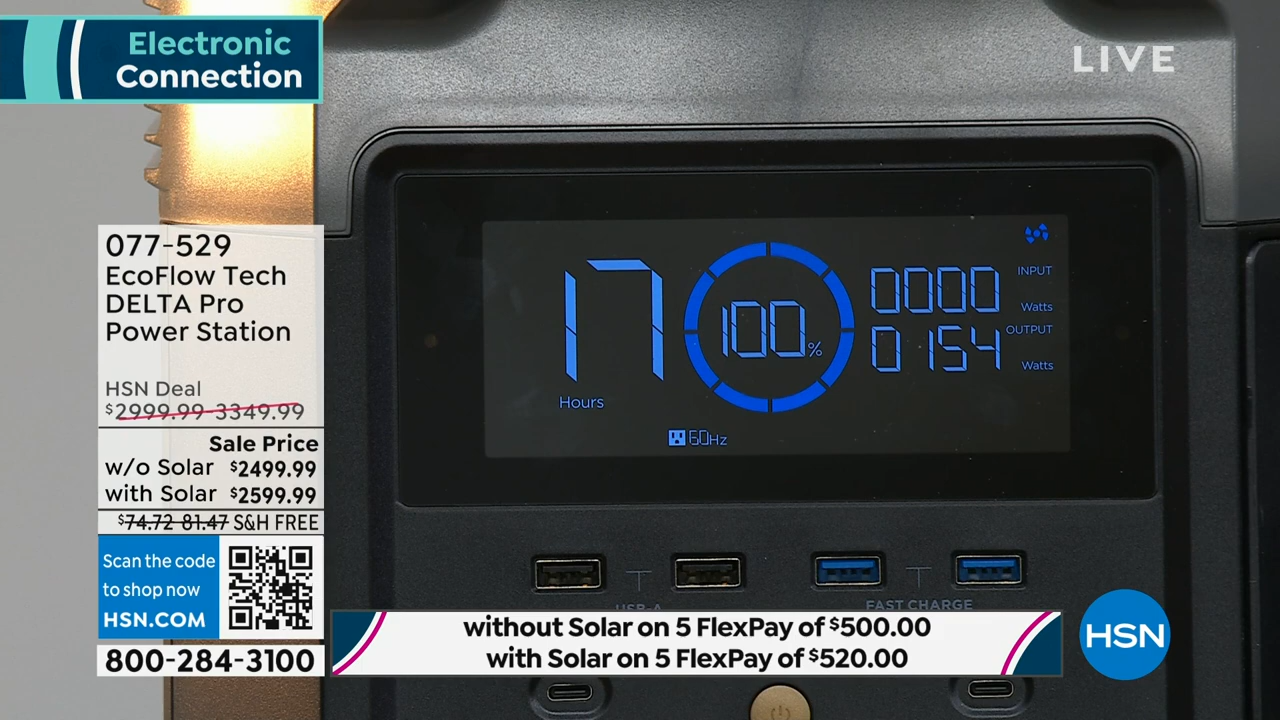 Electronic
Connection
LIVE
077-529
EcoFlow Tech
DELTA Pro
Power Station
HSN Deal
$2999.99-3349.99
Sale Price
w/o Solar $2499.99
with Solar $2599.99
$74.72-81.47 S&H FREE
Scan the code
to shop now
HSN.COM
800-284-3100
17
Hours
100%
0000
INPUT
Watts
0154
OUTPUT
Watts
60Hz
USB-A
FAST CHARGE
without Solar on 5 FlexPay of $500.00
with Solar on 5 FlexPay of $520.00
HSN